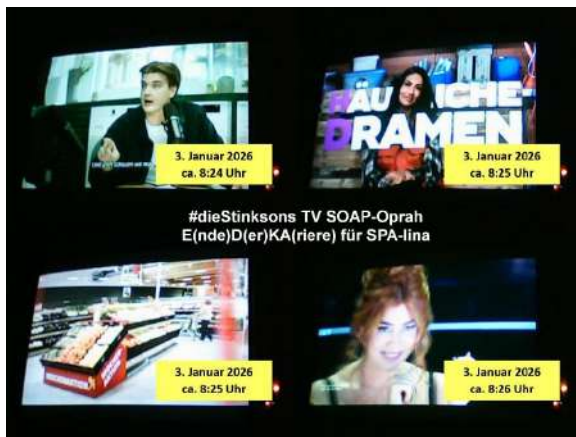 3. Januar 2026
ca. 8:24 Uhr
HÄU ICHE-
DRAMEN
3. Januar 2026
ca. 8:25 Uhr
#dieStinksons TV SOAP-Oprah
E(nde)D(er)KA(riere) für SPA-lina
3. Januar 2026
ca. 8:25 Uhr
3. Januar 2026
ca. 8:26 Uhr